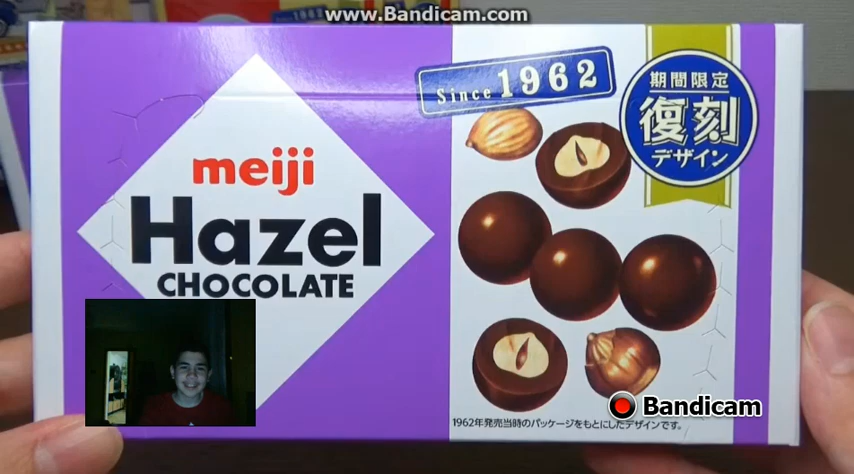 www.Bandicam.com
Since 1962
期間限定
復刻
デザイン
meiji
Hazel
CHOCOLATE
Bandicam
1962年発売当時のパッケージをもとにしたデザインです。